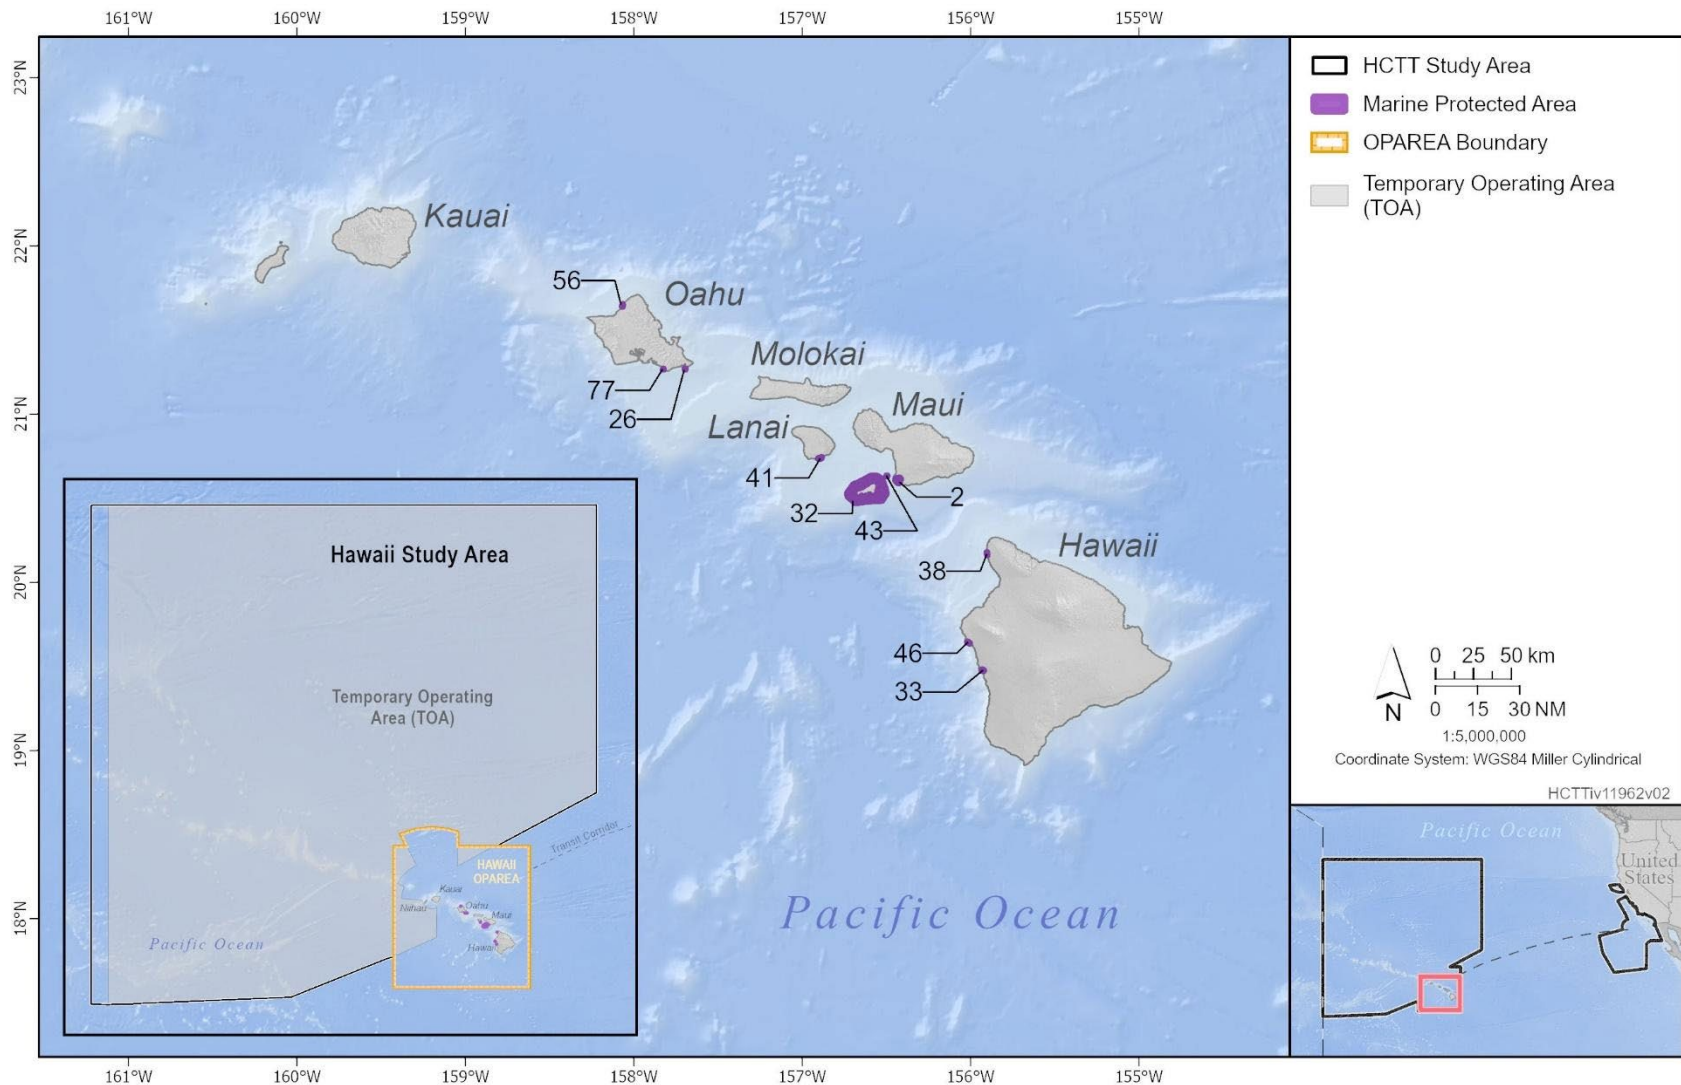 161°W
160°W
159°W
158°W
157°W
156°W
155°W
23°N
22°N
21°N
20°N
19°N
18°N
Kauai
56
Oahu
Molokai
77
26
Maui
Lanai
41
2
32
43
Hawaii
38
46
33
Pacific Ocean
Hawaii Study Area
Temporary Operating
Area (TOA)
Transit Corridor
HAWAII
OPAREA
Kauai
Niihau
Oahu
Maui
Hawaii
Pacific Ocean
HCTT Study Area
Marine Protected Area
OPAREA Boundary
Temporary Operating Area
(TOA)
0 25 50 km
N
0 15 30 NM
1:5,000,000
Coordinate System: WGS84 Miller Cylindrical
HCTTiv11962v02
Pacific Ocean
United
States
161°W
160°W
159°W
158°W
157°W
156°W
155°W